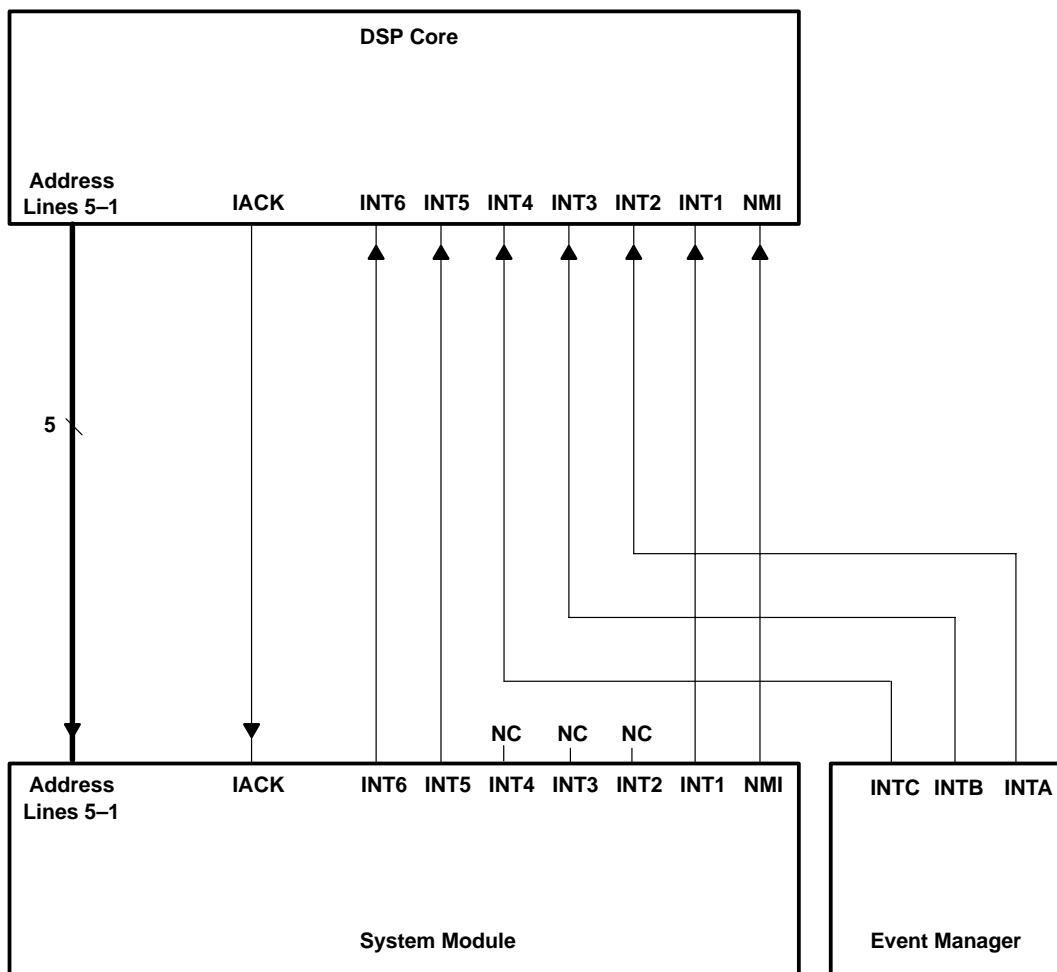 DSP Core
Address
Lines 5–1
IACK
INT6
INT5
INT4
INT3
INT2
INT1
NMI
5
NC
NC
NC
Address
Lines 5–1
IACK
INT6
INT5
INT4
INT3
INT2
INT1
NMI
INTC
INTB
INTA
System Module
Event Manager